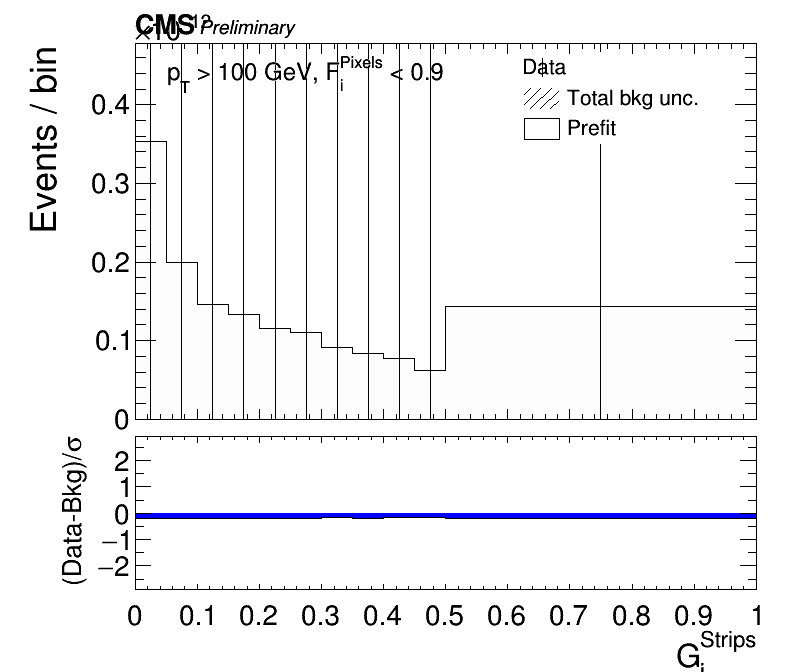 CMS Preliminary
×10¹²
p_T > 100 GeV, F_i^Pixels < 0.9
Data
Total bkg unc.
Prefit
Events / bin
0.4
0.3
0.2
0.1
0
(Data-Bkg)/σ
2
1
0
−1
−2
0 0.1 0.2 0.3 0.4 0.5 0.6 0.7 0.8 0.9 1
G_i^Strips